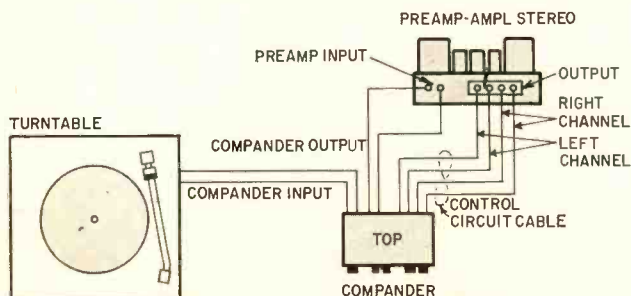 PREAMP-AMPL STEREO
PREAMP INPUT
OUTPUT
RIGHT
CHANNEL
TURNTABLE
COMPANDER OUTPUT
LEFT
CHANNEL
COMPANDER INPUT
CONTROL
CIRCUIT CABLE
TOP
COMPANDER